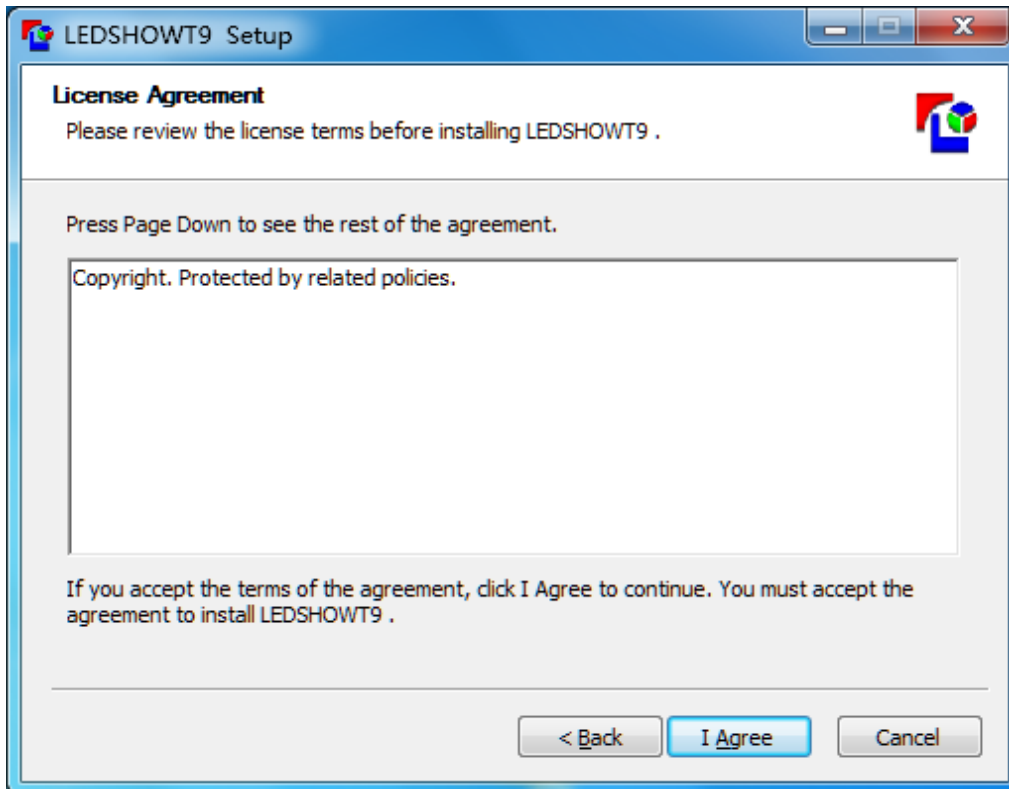 LEDSHOWT9 Setup
License Agreement
Please review the license terms before installing LEDSHOWT9 .
Press Page Down to see the rest of the agreement.
Copyright. Protected by related policies.
If you accept the terms of the agreement, click I Agree to continue. You must accept the
agreement to install LEDSHOWT9 .
< Back
I Agree
Cancel